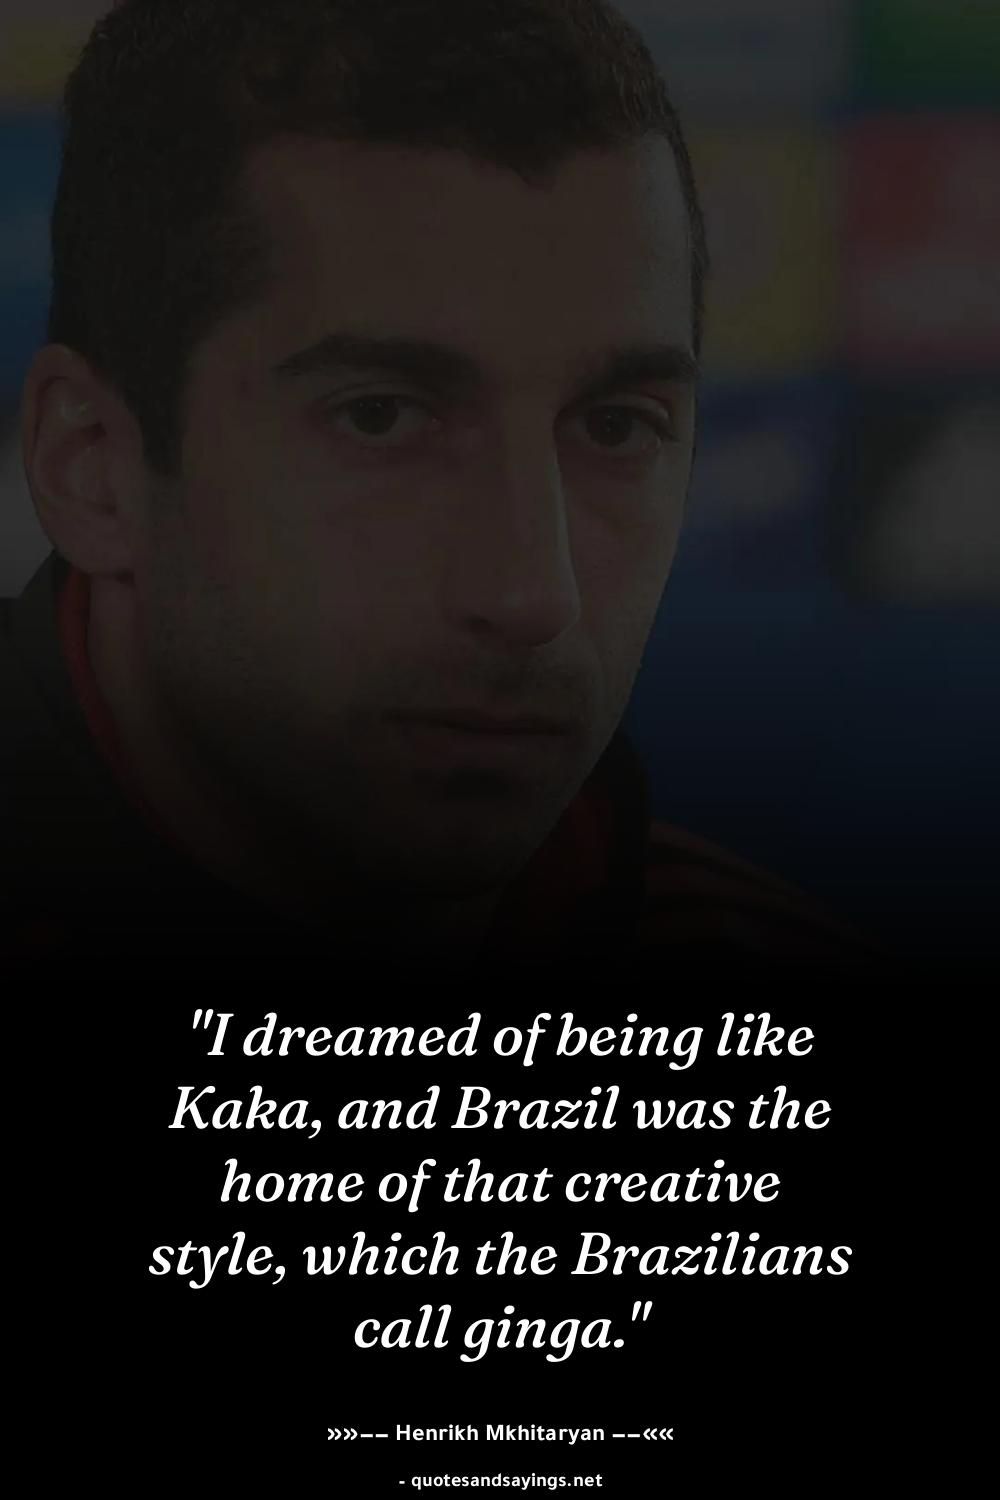 "I dreamed of being like
Kaka, and Brazil was the
home of that creative
style, which the Brazilians
call ginga."
»»−− Henrikh Mkhitaryan −−««
- quotesandsayings.net